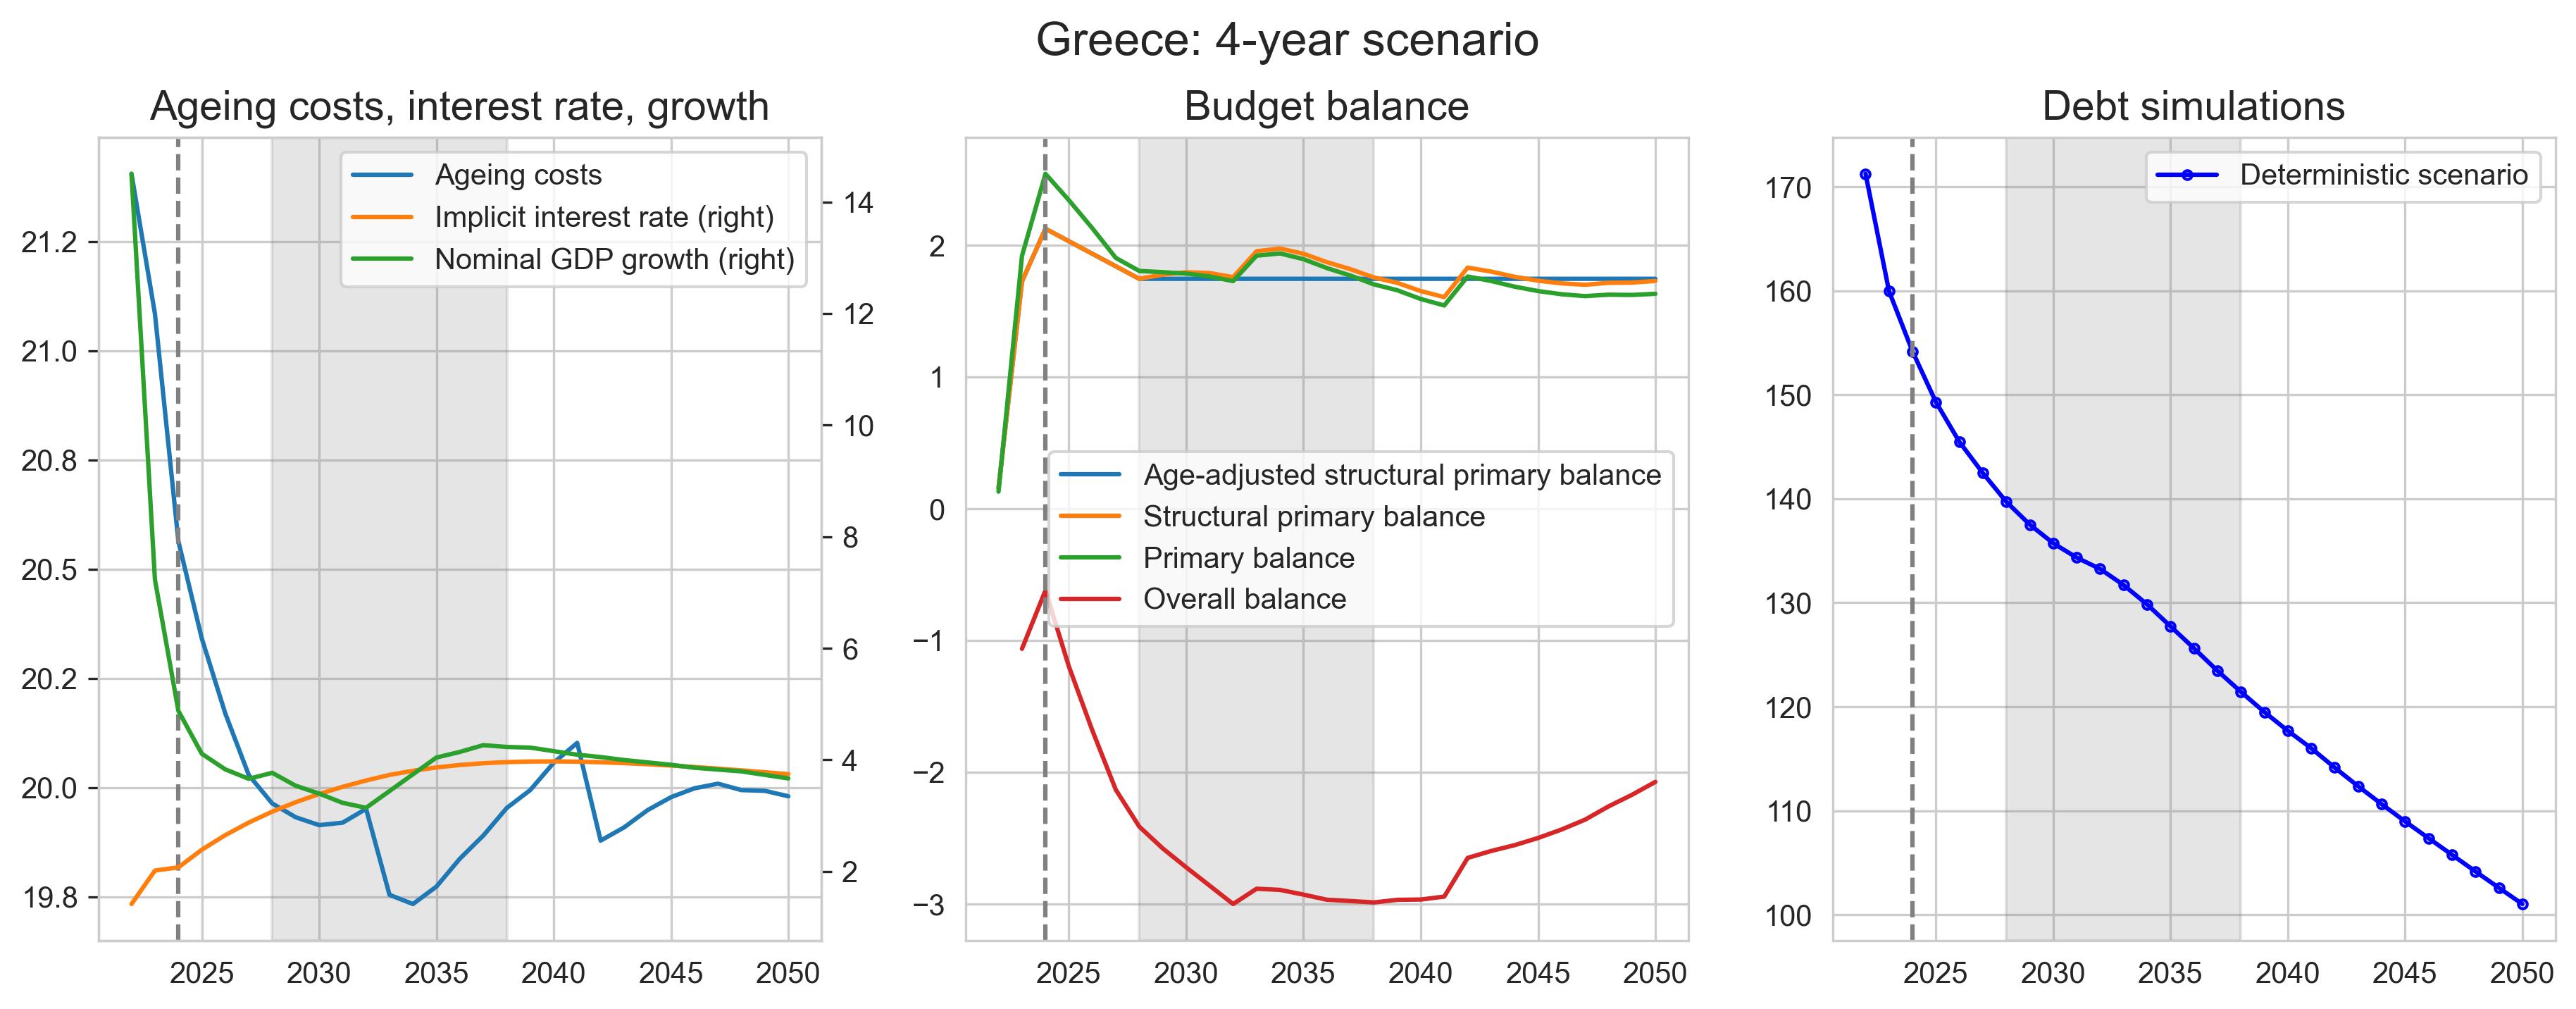 Greece: 4-year scenario
Ageing costs, interest rate, growth
Ageing costs
Implicit interest rate (right)
Nominal GDP growth (right)
21.2
21.0
20.8
20.5
20.2
20.0
19.8
14
12
10
8
6
4
2
2025 2030 2035 2040 2045 2050
Budget balance
2
1
0
−1
−2
−3
Age-adjusted structural primary balance
Structural primary balance
Primary balance
Overall balance
2025 2030 2035 2040 2045 2050
Debt simulations
Deterministic scenario
170
160
150
140
130
120
110
100
2025 2030 2035 2040 2045 2050